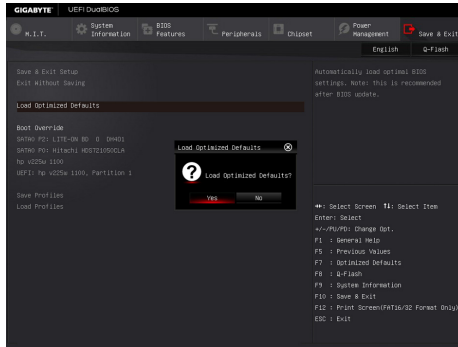 GIGABYTE™ UEFI DualBIOS
M.I.T. System Information BIOS Features Peripherals Chipset Power Management Save & Exit
English Q-Flash
Save & Exit Setup
Exit Without Saving
Load Optimized Defaults
Boot Override
SATA0 P2: LITE-ON BD D DH401
SATA0 P0: Hitachi HDS721050CLA
hp v225w 1100
UEFI: hp v225w 1100, Partition 1
Save Profiles
Load Profiles
Load Optimized Defaults
Load Optimized Defaults?
Yes No
Automatically load optimal BIOS
settings. Note: this is recommended
after BIOS update.
↔: Select Screen ↑↓: Select Item
Enter: Select
+/-/PU/PD: Change Opt.
F1 : General Help
F5 : Previous Values
F7 : Optimized Defaults
F8 : Q-Flash
F9 : System Information
F10 : Save & Exit
F12 : Print Screen(FAT16/32 Format Only)
ESC : Exit